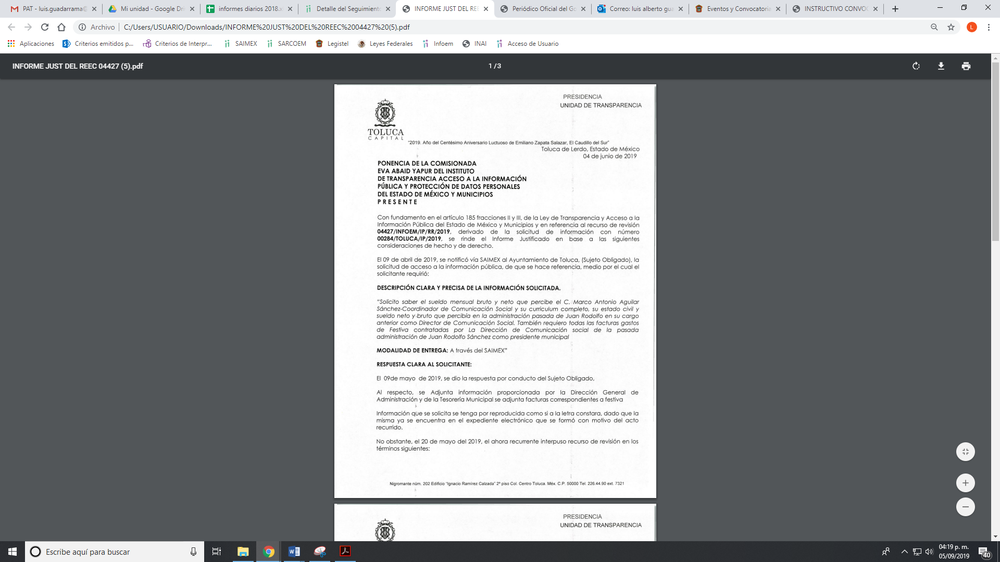 PAT - luis.guadarrama@
Mi unidad - Google Dri
informes diarios 2018.x
Detalle del Seguimiento
INFORME JUST DEL REE
Periódico Oficial del Go
Correo: luis alberto gua
Eventos y Convocatoria
INSTRUCTIVO CONVOC
Archivo
C:/Users/USUARIO/Downloads/INFORME%20JUST%20DEL%20REEC%2004427%20(5).pdf
L
Aplicaciones
Criterios emitidos p...
Criterios de Interpr...
SAIMEX
SARCOEM
Legistel
Leyes Federales
Infoem
INAI
Acceso de Usuario
INFORME JUST DEL REEC 04427 (5).pdf
1 / 3
PRESIDENCIA
UNIDAD DE TRANSPARENCIA
TOLUCA
CAPITAL
"2019. Año del Centésimo Aniversario Luctuoso de Emiliano Zapata Salazar, El Caudillo del Sur"
Toluca de Lerdo, Estado de México
04 de junio de 2019
PONENCIA DE LA COMISIONADA
EVA ABAID YAPUR DEL INSTITUTO
DE TRANSPARENCIA ACCESO A LA INFORMACIÓN
PÚBLICA Y PROTECCIÓN DE DATOS PERSONALES
DEL ESTADO DE MÉXICO Y MUNICIPIOS
P R E S E N T E
Con fundamento en el artículo 185 fracciones II y III, de la Ley de Transparencia y Acceso a la
Información Pública del Estado de México y Municipios y en referencia al recurso de revisión
04427/INFOEM/IP/RR/2019, derivado de la solicitud de información con número
00284/TOLUCA/IP/2019, se rinde el Informe Justificado en base a las siguientes
consideraciones de hecho y de derecho.
El 09 de abril de 2019, se notificó vía SAIMEX al Ayuntamiento de Toluca, (Sujeto Obligado), la
solicitud de acceso a la información pública, de que se hace referencia, medio por el cual el
solicitante requirió:
DESCRIPCIÓN CLARA Y PRECISA DE LA INFORMACIÓN SOLICITADA.
"Solicito saber el sueldo mensual bruto y neto que percibe el C. Marco Antonio Aguilar
Sánchez-Coordinador de Comunicación Social y su curriculum completo, su estado civil y
sueldo neto y bruto que percibía en la administración pasada de Juan Rodolfo en su cargo
anterior como Director de Comunicación Social. También requiero todas las facturas gastos
de Festiva contratadas por La Dirección de Comunicación social de la pasada
administración de Juan Rodolfo Sánchez como presidente municipal
MODALIDAD DE ENTREGA: A través del SAIMEX"
RESPUESTA CLARA AL SOLICITANTE:
El 09de mayo de 2019, se dio la respuesta por conducto del Sujeto Obligado,
Al respecto, se Adjunta información proporcionada por la Dirección General de
Administración y de la Tesorería Municipal se adjunta facturas correspondientes a festiva
Información que se solicita se tenga por reproducida como si a la letra constara, dado que la
misma ya se encuentra en el expediente electrónico que se formó con motivo del acto
recurrido.
No obstante, el 20 de mayo del 2019, el ahora recurrente interpuso recurso de revisión en los
términos siguientes:
Nigromante núm. 202 Edificio "Ignacio Ramírez Calzada" 2º piso Col. Centro Toluca. Méx. C.P. 50000 Tel. 226.44.90 ext. 7321
PRESIDENCIA
UNIDAD DE TRANSPARENCIA
Escribe aquí para buscar
04:19 p. m.
05/09/2019
40